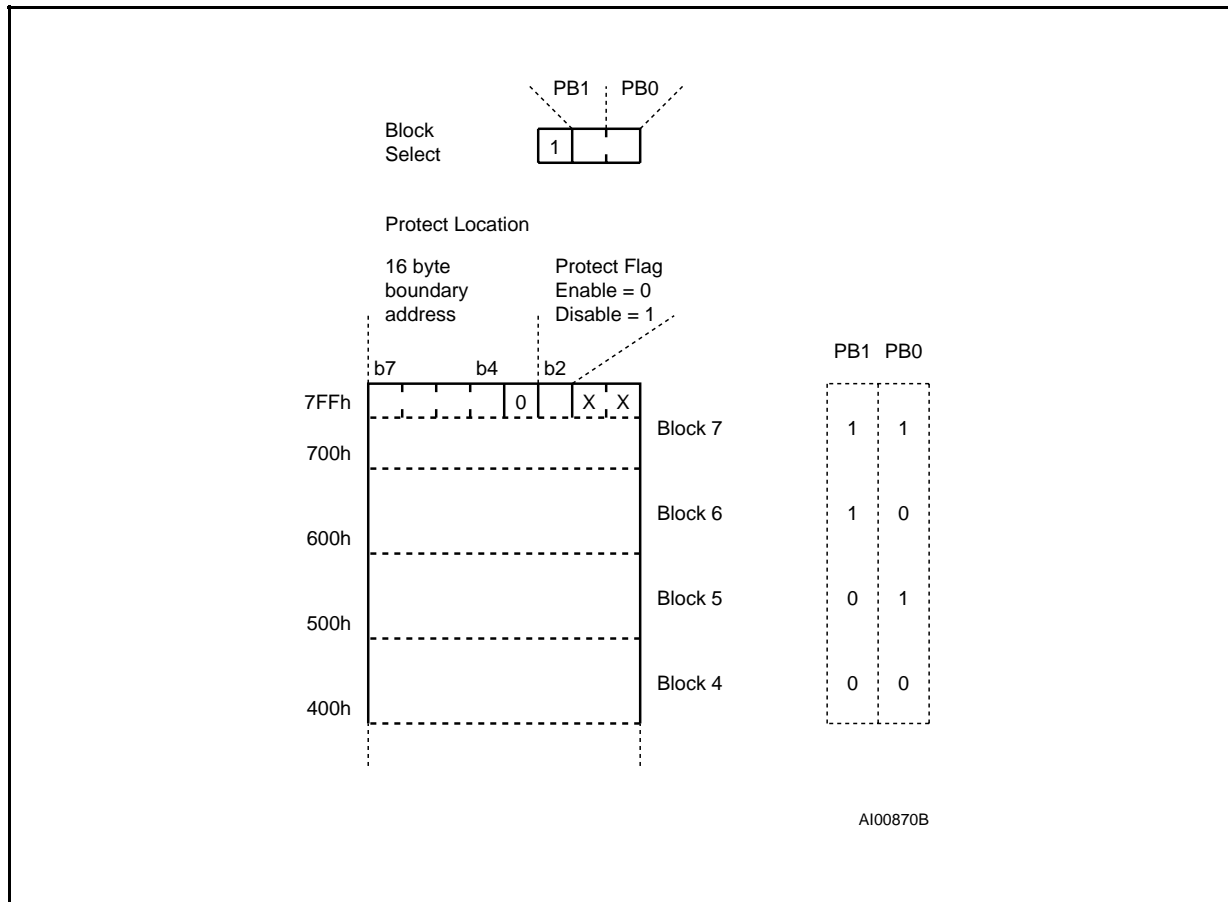 PB1 PB0
Block
Select
1
Protect Location
16 byte
boundary
address
Protect Flag
Enable = 0
Disable = 1
PB1 PB0
b7 b4 b2
7FFh 0 X X
Block 7 1 1
700h
Block 6 1 0
600h
Block 5 0 1
500h
Block 4 0 0
400h
AI00870B